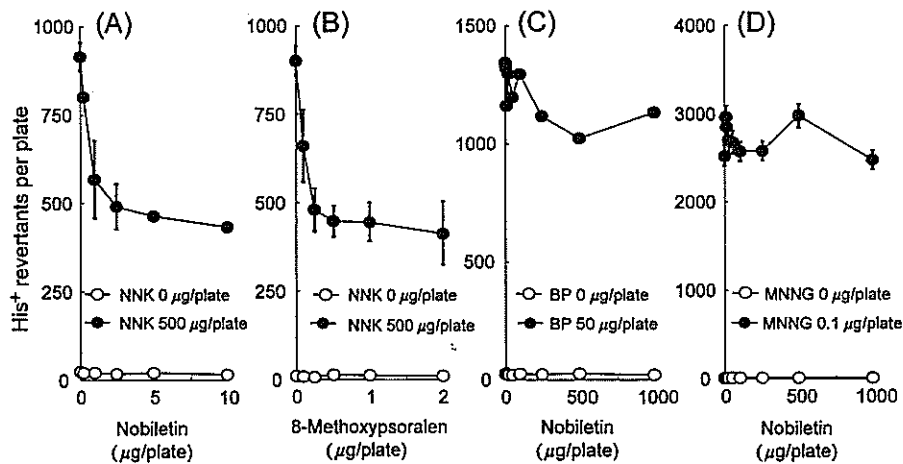 (A)
1000
750
500
250
0
His⁺ revertants per plate
NNK 0 μg/plate
NNK 500 μg/plate
0 5 10
Nobiletin
(μg/plate)
(B)
1000
750
500
250
0
NNK 0 μg/plate
NNK 500 μg/plate
0 1 2
8-Methoxypsoralen
(μg/plate)
(C)
1500
1000
500
0
BP 0 μg/plate
BP 50 μg/plate
0 500 1000
Nobiletin
(μg/plate)
(D)
4000
3000
2000
1000
0
MNNG 0 μg/plate
MNNG 0.1 μg/plate
0 500 1000
Nobiletin
(μg/plate)